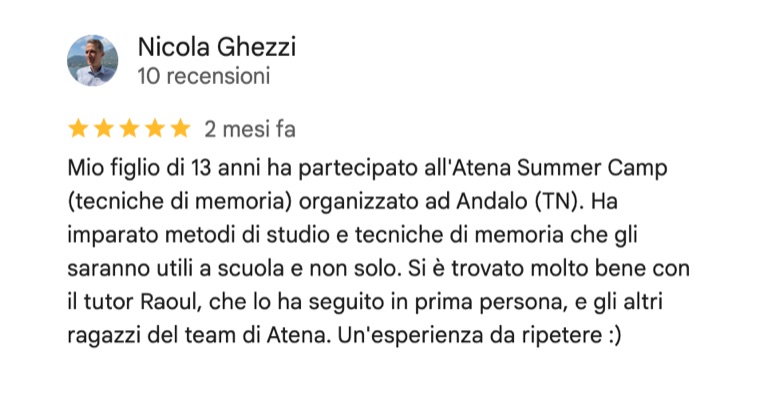 Nicola Ghezzi
10 recensioni
2 mesi fa
Mio figlio di 13 anni ha partecipato all'Atena Summer Camp
(tecniche di memoria) organizzato ad Andalo (TN). Ha
imparato metodi di studio e tecniche di memoria che gli
saranno utili a scuola e non solo. Si è trovato molto bene con
il tutor Raoul, che lo ha seguito in prima persona, e gli altri
ragazzi del team di Atena. Un'esperienza da ripetere :)